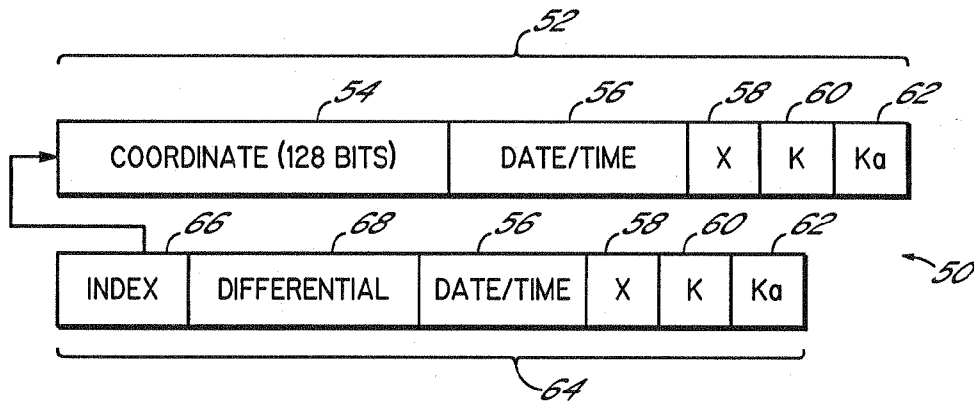 52
54 56 58 60 62
COORDINATE (128 BITS) DATE/TIME X K Ka
66 68 56 58 60 62
INDEX DIFFERENTIAL DATE/TIME X K Ka
50
64